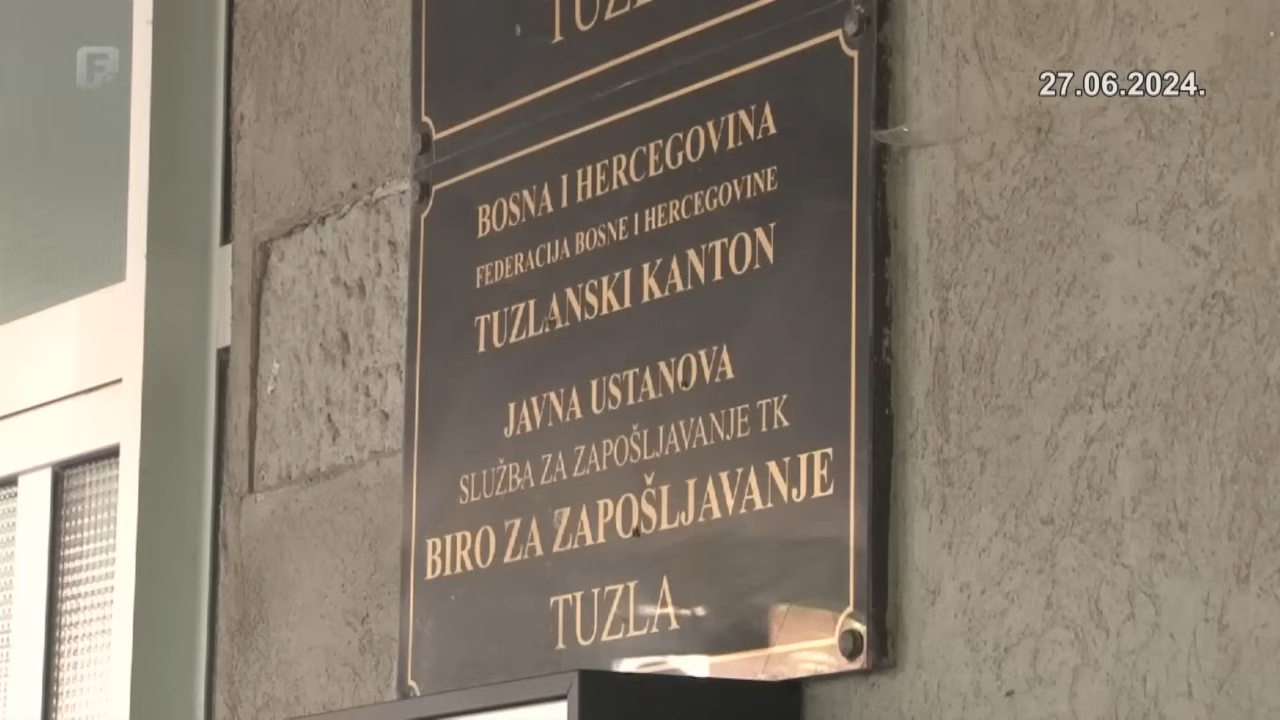 F
27.06.2024.
TUZLA
BOSNA I HERCEGOVINA
FEDERACIJA BOSNE I HERCEGOVINE
TUZLANSKI KANTON
JAVNA USTANOVA
SLUŽBA ZA ZAPOŠLJAVANJE TK
BIRO ZA ZAPOŠLJAVANJE
TUZLA